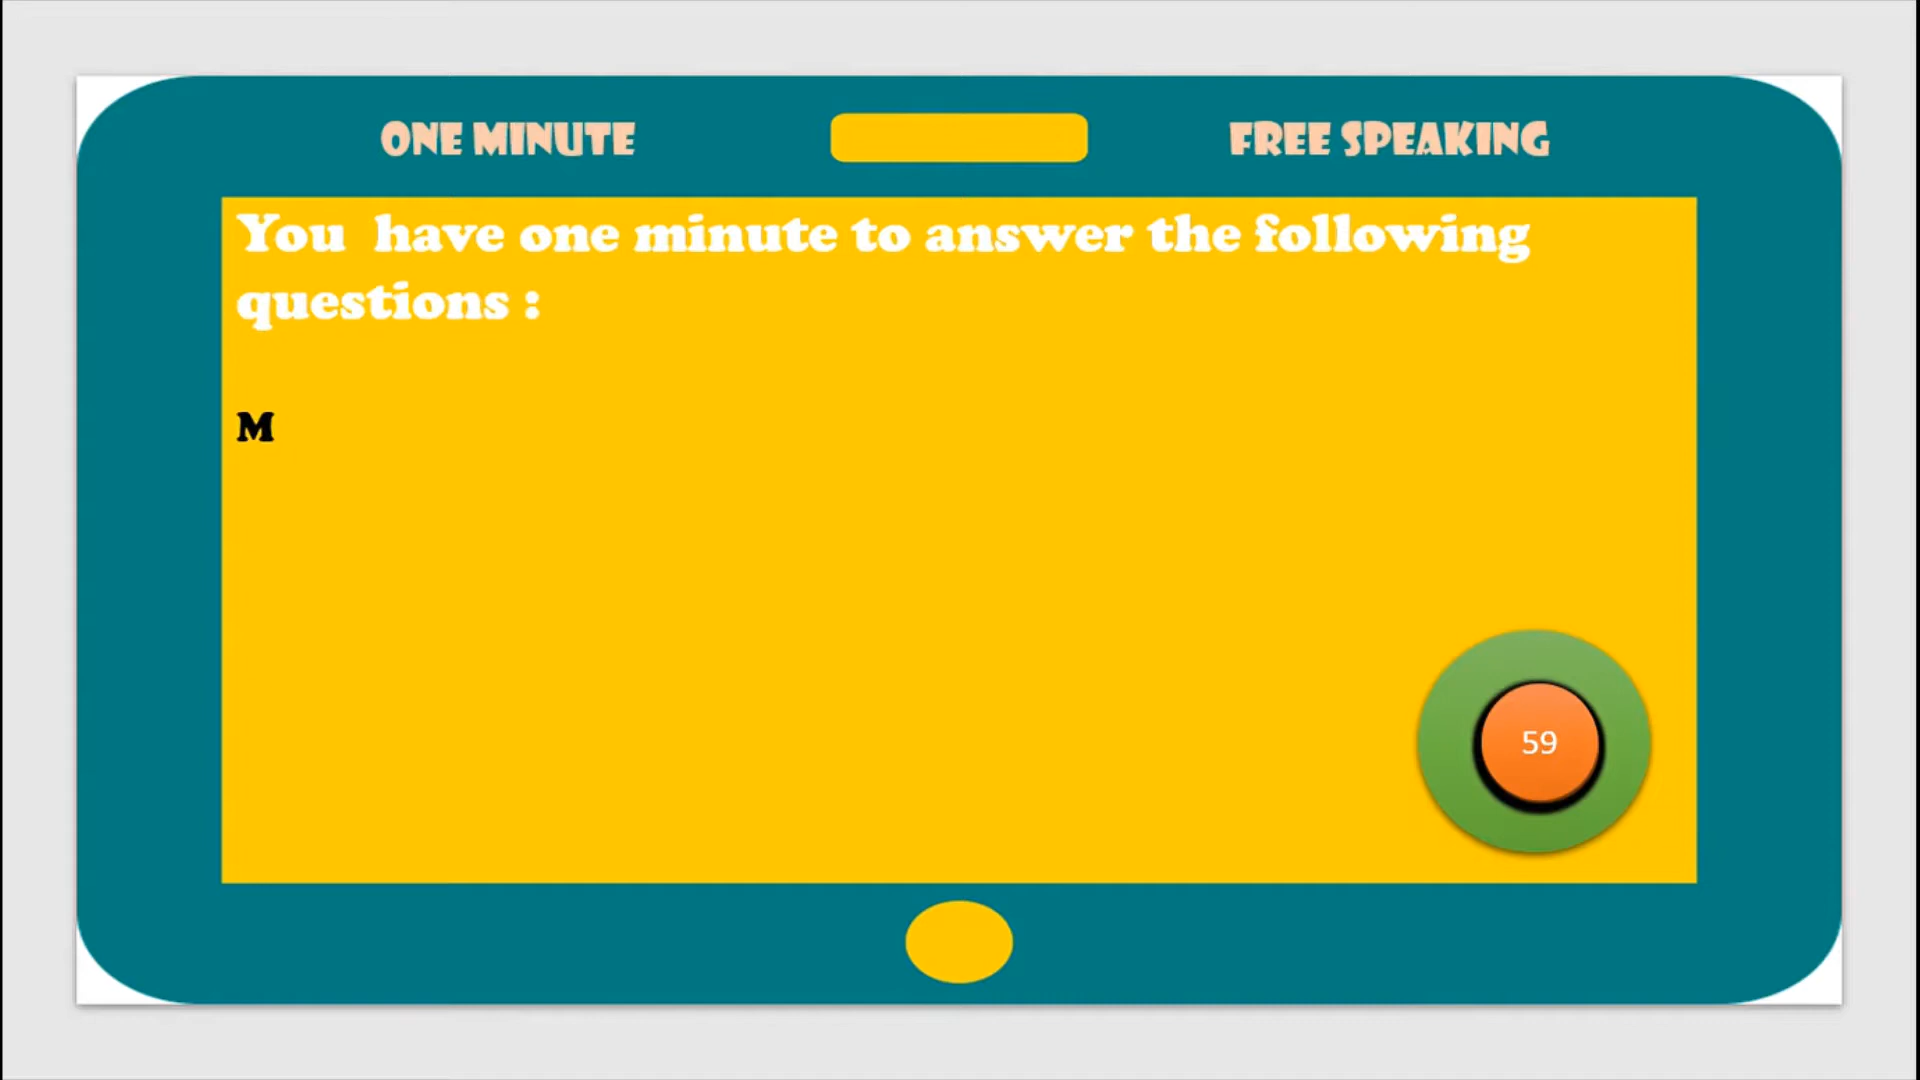 ONE MINUTE
FREE SPEAKING
You have one minute to answer the following
questions :
M
59